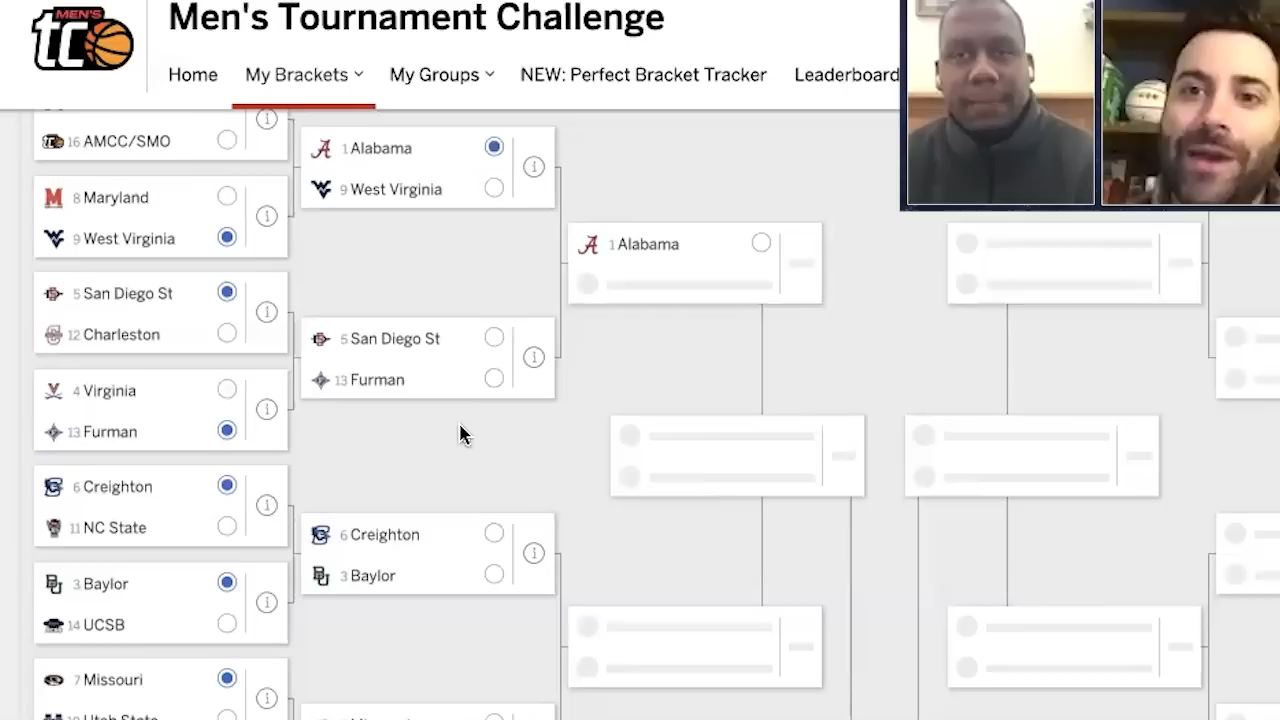 MEN'S
tc
Men's Tournament Challenge
Home My Brackets My Groups NEW: Perfect Bracket Tracker Leaderboard
16 AMCC/SMO
8 Maryland
9 West Virginia
5 San Diego St
12 Charleston
4 Virginia
13 Furman
6 Creighton
11 NC State
3 Baylor
14 UCSB
7 Missouri
Utah State
1 Alabama
9 West Virginia
5 San Diego St
13 Furman
6 Creighton
3 Baylor
1 Alabama